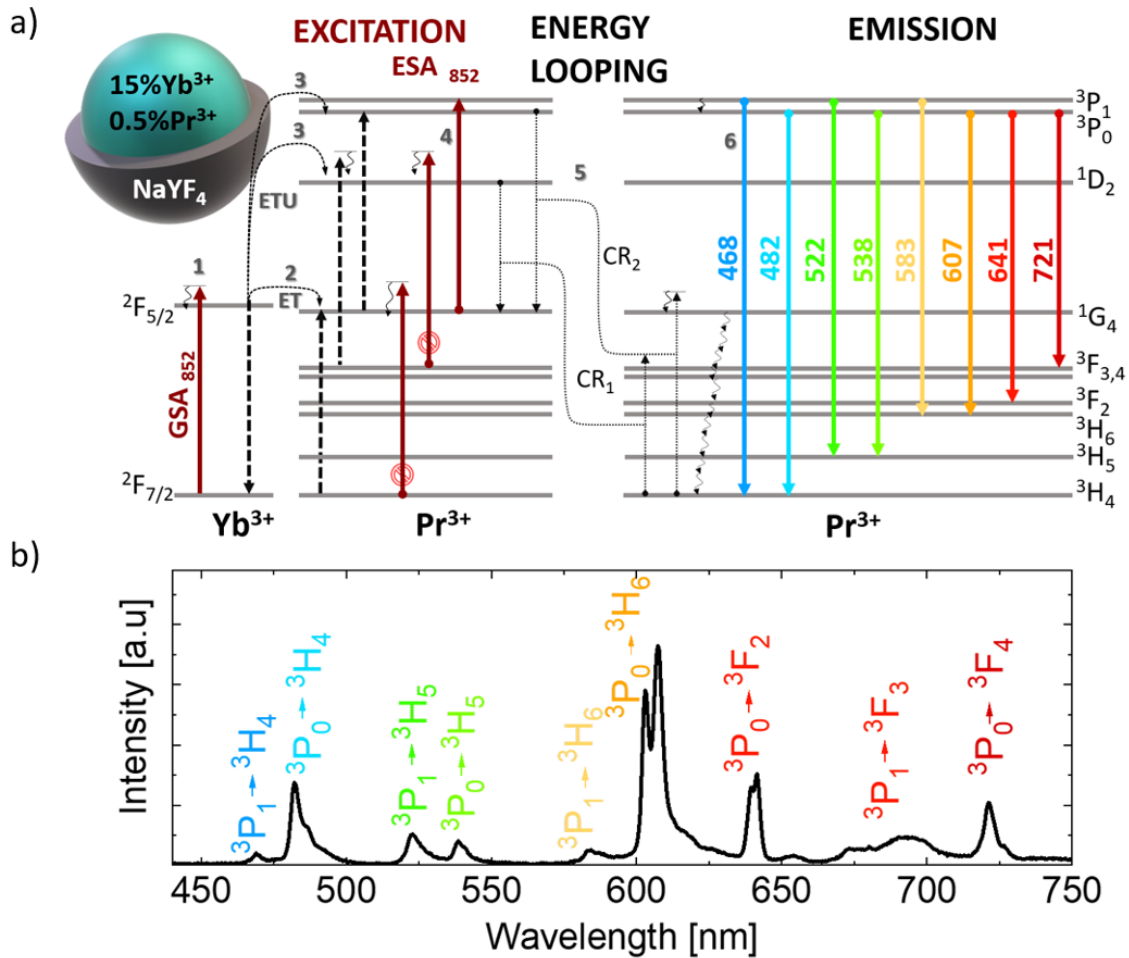 a)
EXCITATION
ESA 852
ENERGY
LOOPING
EMISSION
15%Yb³⁺
0.5%Pr³⁺
NaYF₄
3
3
4
5
6
ETU
1
2
ET
²F₅/₂
²F₇/₂
GSA 852
CR₂
CR₁
468
482
522
538
583
607
641
721
³P₁
³P₀
¹D₂
¹G₄
³F₃,₄
³F₂
³H₆
³H₅
³H₄
Yb³⁺
Pr³⁺
Pr³⁺
b)
Intensity [a.u]
³P₁→³H₄
³P₀→³H₄
³P₁→³H₅
³P₀→³H₅
³P₁→³H₆
³P₀→³H₆
³P₀→³F₂
³P₁→³F₃
³P₀→³F₄
450 500 550 600 650 700 750
Wavelength [nm]